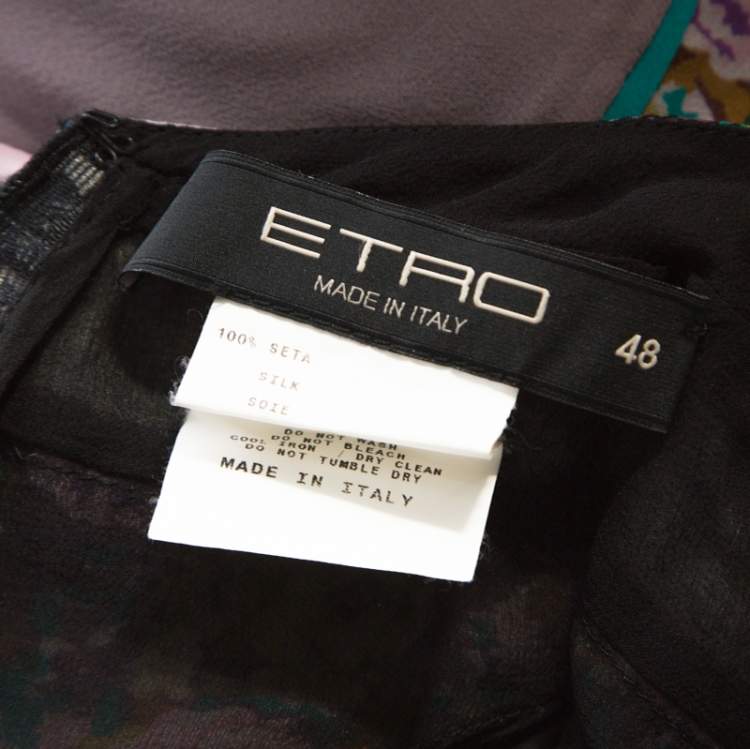 ETRO
MADE IN ITALY
48
100% SETA
SILK
SOIE
DO NOT WASH
DO NOT BLEACH
COOL IRON / DRY CLEAN
DO NOT TUMBLE DRY
MADE IN ITALY